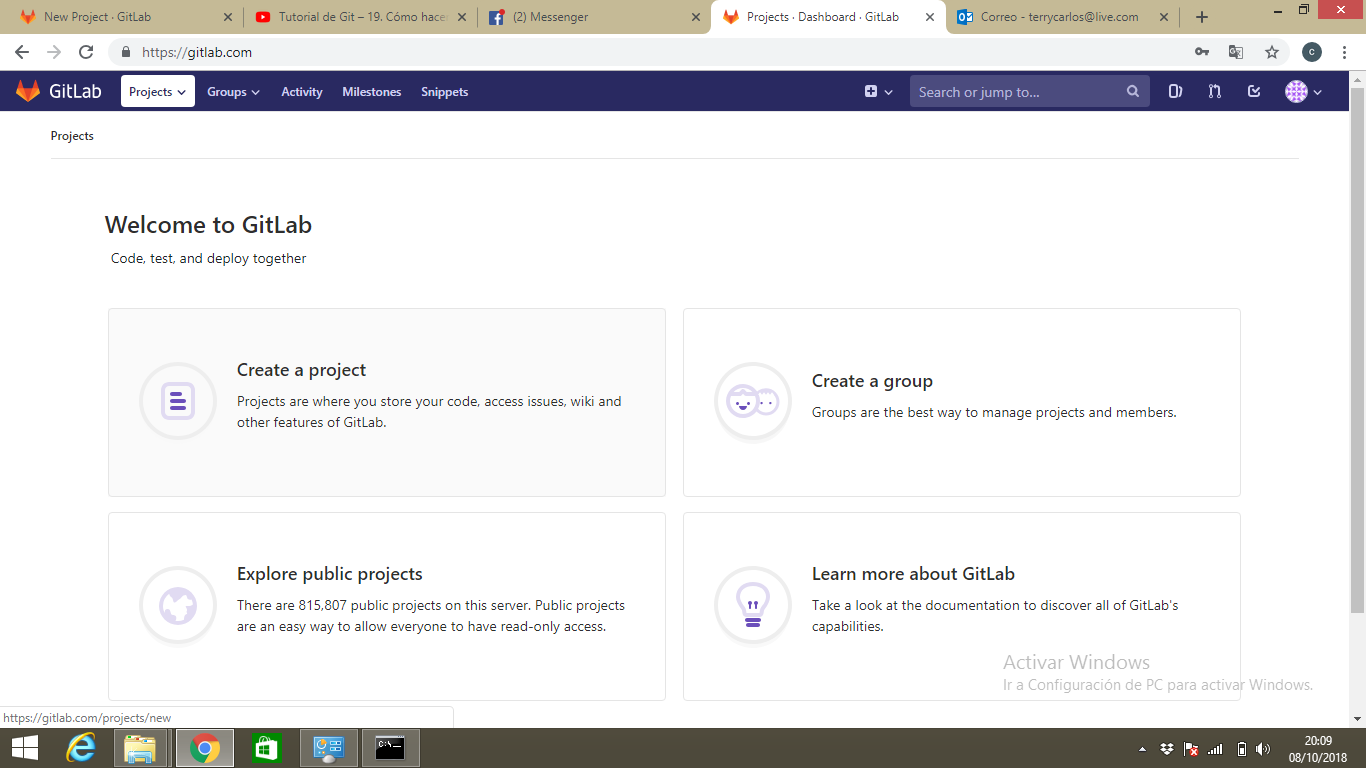 New Project · GitLab
Tutorial de Git – 19. Cómo hace
(2) Messenger
Projects · Dashboard · GitLab
Correo - terrycarlos@live.com
https://gitlab.com
c
GitLab
Projects
Groups
Activity
Milestones
Snippets
Search or jump to...
Projects
Welcome to GitLab
Code, test, and deploy together
Create a project
Projects are where you store your code, access issues, wiki and
other features of GitLab.
Create a group
Groups are the best way to manage projects and members.
Explore public projects
There are 815,807 public projects on this server. Public projects
are an easy way to allow everyone to have read-only access.
Learn more about GitLab
Take a look at the documentation to discover all of GitLab's
capabilities.
Activar Windows
Ir a Configuración de PC para activar Windows.
https://gitlab.com/projects/new
20:09
08/10/2018